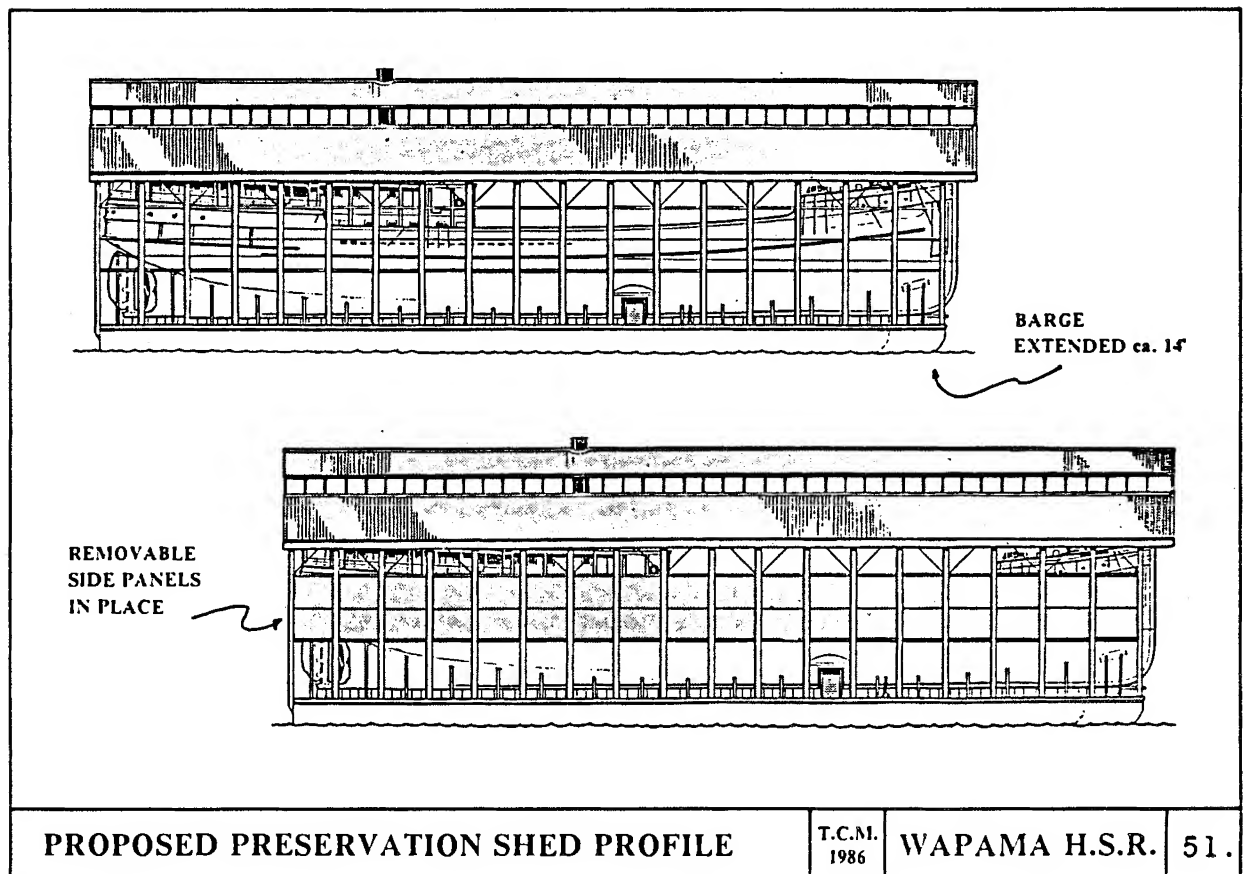 BARGE
EXTENDED ca. 14'
REMOVABLE
SIDE PANELS
IN PLACE
PROPOSED PRESERVATION SHED PROFILE
T.C.M.
1986
WAPAMA H.S.R.
51.